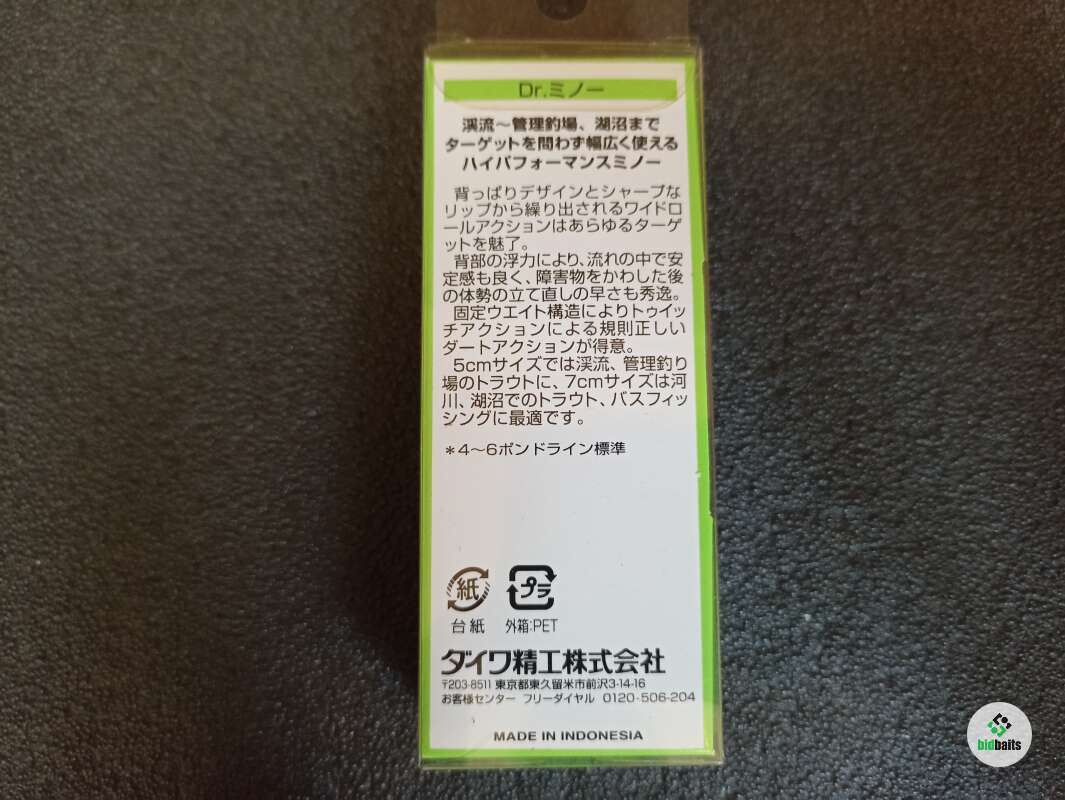 Dr.ミノー
渓流～管理釣場、湖沼まで
ターゲットを問わず幅広く使える
ハイパフォーマンスミノー
背っぱりデザインとシャープな
リップから繰り出されるワイドロ
ールアクションはあらゆるターゲ
ットを魅了。
背部の浮力により、流れの中で安
定感も良く、障害物をかわした後
の体勢の立て直しの早さも秀逸。
固定ウエイト構造によりトゥイッ
チアクションによる規則正しい
ダートアクションが得意。
5cmサイズでは渓流、管理釣り
場のトラウトに、7cmサイズは河
川、湖沼でのトラウト、バスフィッ
シングに最適です。
＊4～6ポンドライン標準
紙 プラ
台紙 外箱:PET
ダイワ精工株式会社
〒203-8511 東京都東久留米市前沢3-14-16
お客様センター フリーダイヤル 0120-506-204
MADE IN INDONESIA
bidbaits